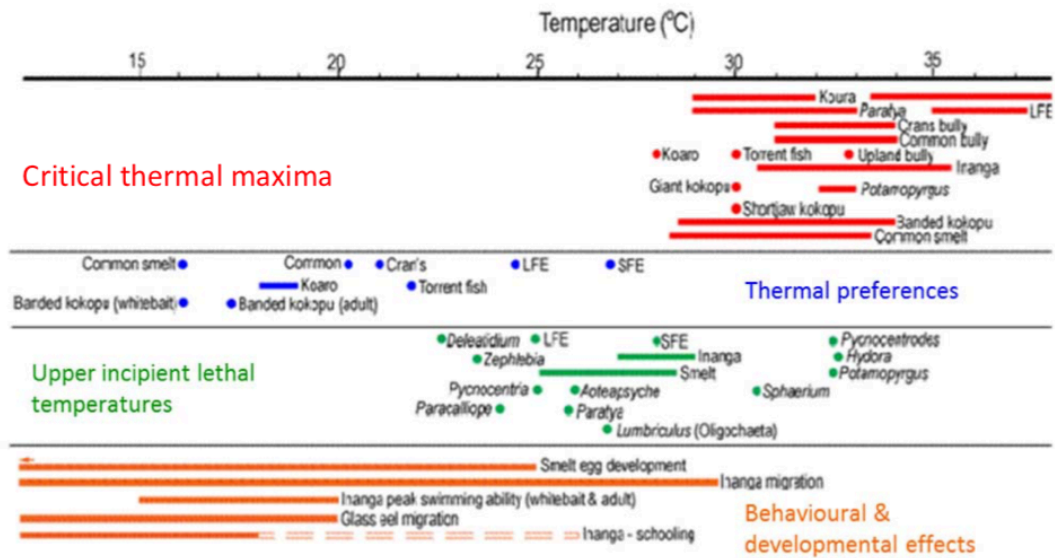 Temperature (°C)
15 20 25 30 35
Koura
Paratya LFE
Crans bully
Common bully
Koaro Torrent fish Upland bully
Inanga
Critical thermal maxima
Giant kokopu Potamopyrgus
Shortjaw kokopu
Banded kokopu
Common smelt
Common smelt Common Cran's LFE SFE
Koaro Torrent fish
Thermal preferences
Banded kokopu (whitebait) Banded kokopu (adult)
Deleatidium LFE SFE Pycnocentrodes
Zephlebia Inanga Hydora
Smelt Potamopyrgus
Upper incipient lethal
temperatures
Pycnocentria Aoteapsyche Sphaerium
Paracalliope Paratya
Lumbriculus (Oligochaeta)
Smelt egg development
Inanga migration
Inanga peak swimming ability (whitebait & adult)
Glass eel migration
Inanga - schooling
Behavioural &
developmental effects